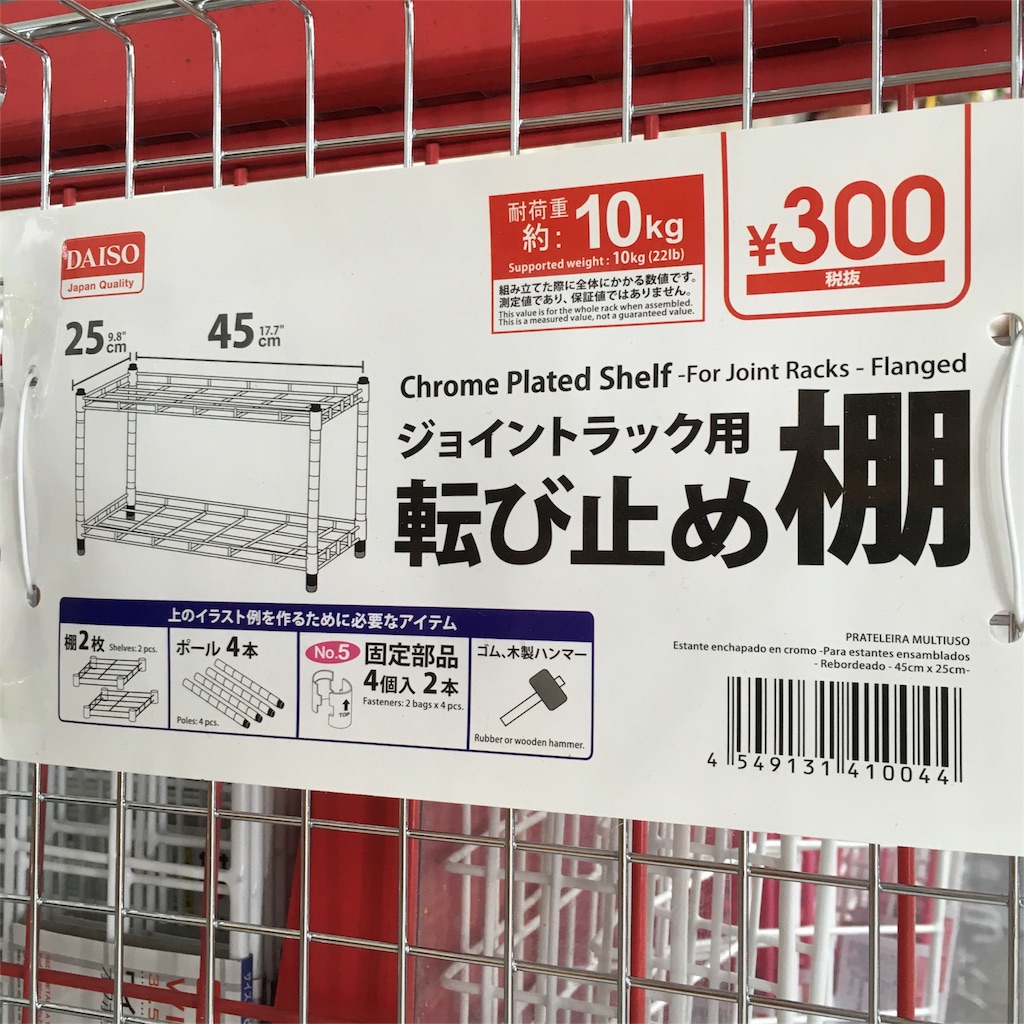 DAISO
Japan Quality
耐荷重
約: 10kg
Supported weight : 10kg (22lb)
組み立てた際に全体にかかる数値です。
測定値であり、保証値ではありません。
This value is for the whole rack when assembled.
This is a measured value, not a guaranteed value.
¥300
税抜
25 9.8" cm
45 17.7" cm
Chrome Plated Shelf -For Joint Racks - Flanged
ジョイントラック用
転び止め棚
上のイラスト例を作るために必要なアイテム
棚2枚 Shelves: 2 pcs.
ポール 4本
Poles: 4 pcs.
No.5 固定部品
4個入 2本
Fasteners: 2 bags x 4 pcs.
TOP
ゴム、木製ハンマー
Rubber or wooden hammer.
PRATELEIRA MULTIUSO
Estante enchapado en cromo -Para estantes ensamblados
- Rebordeado - 45cm x 25cm-
4 549131 410044